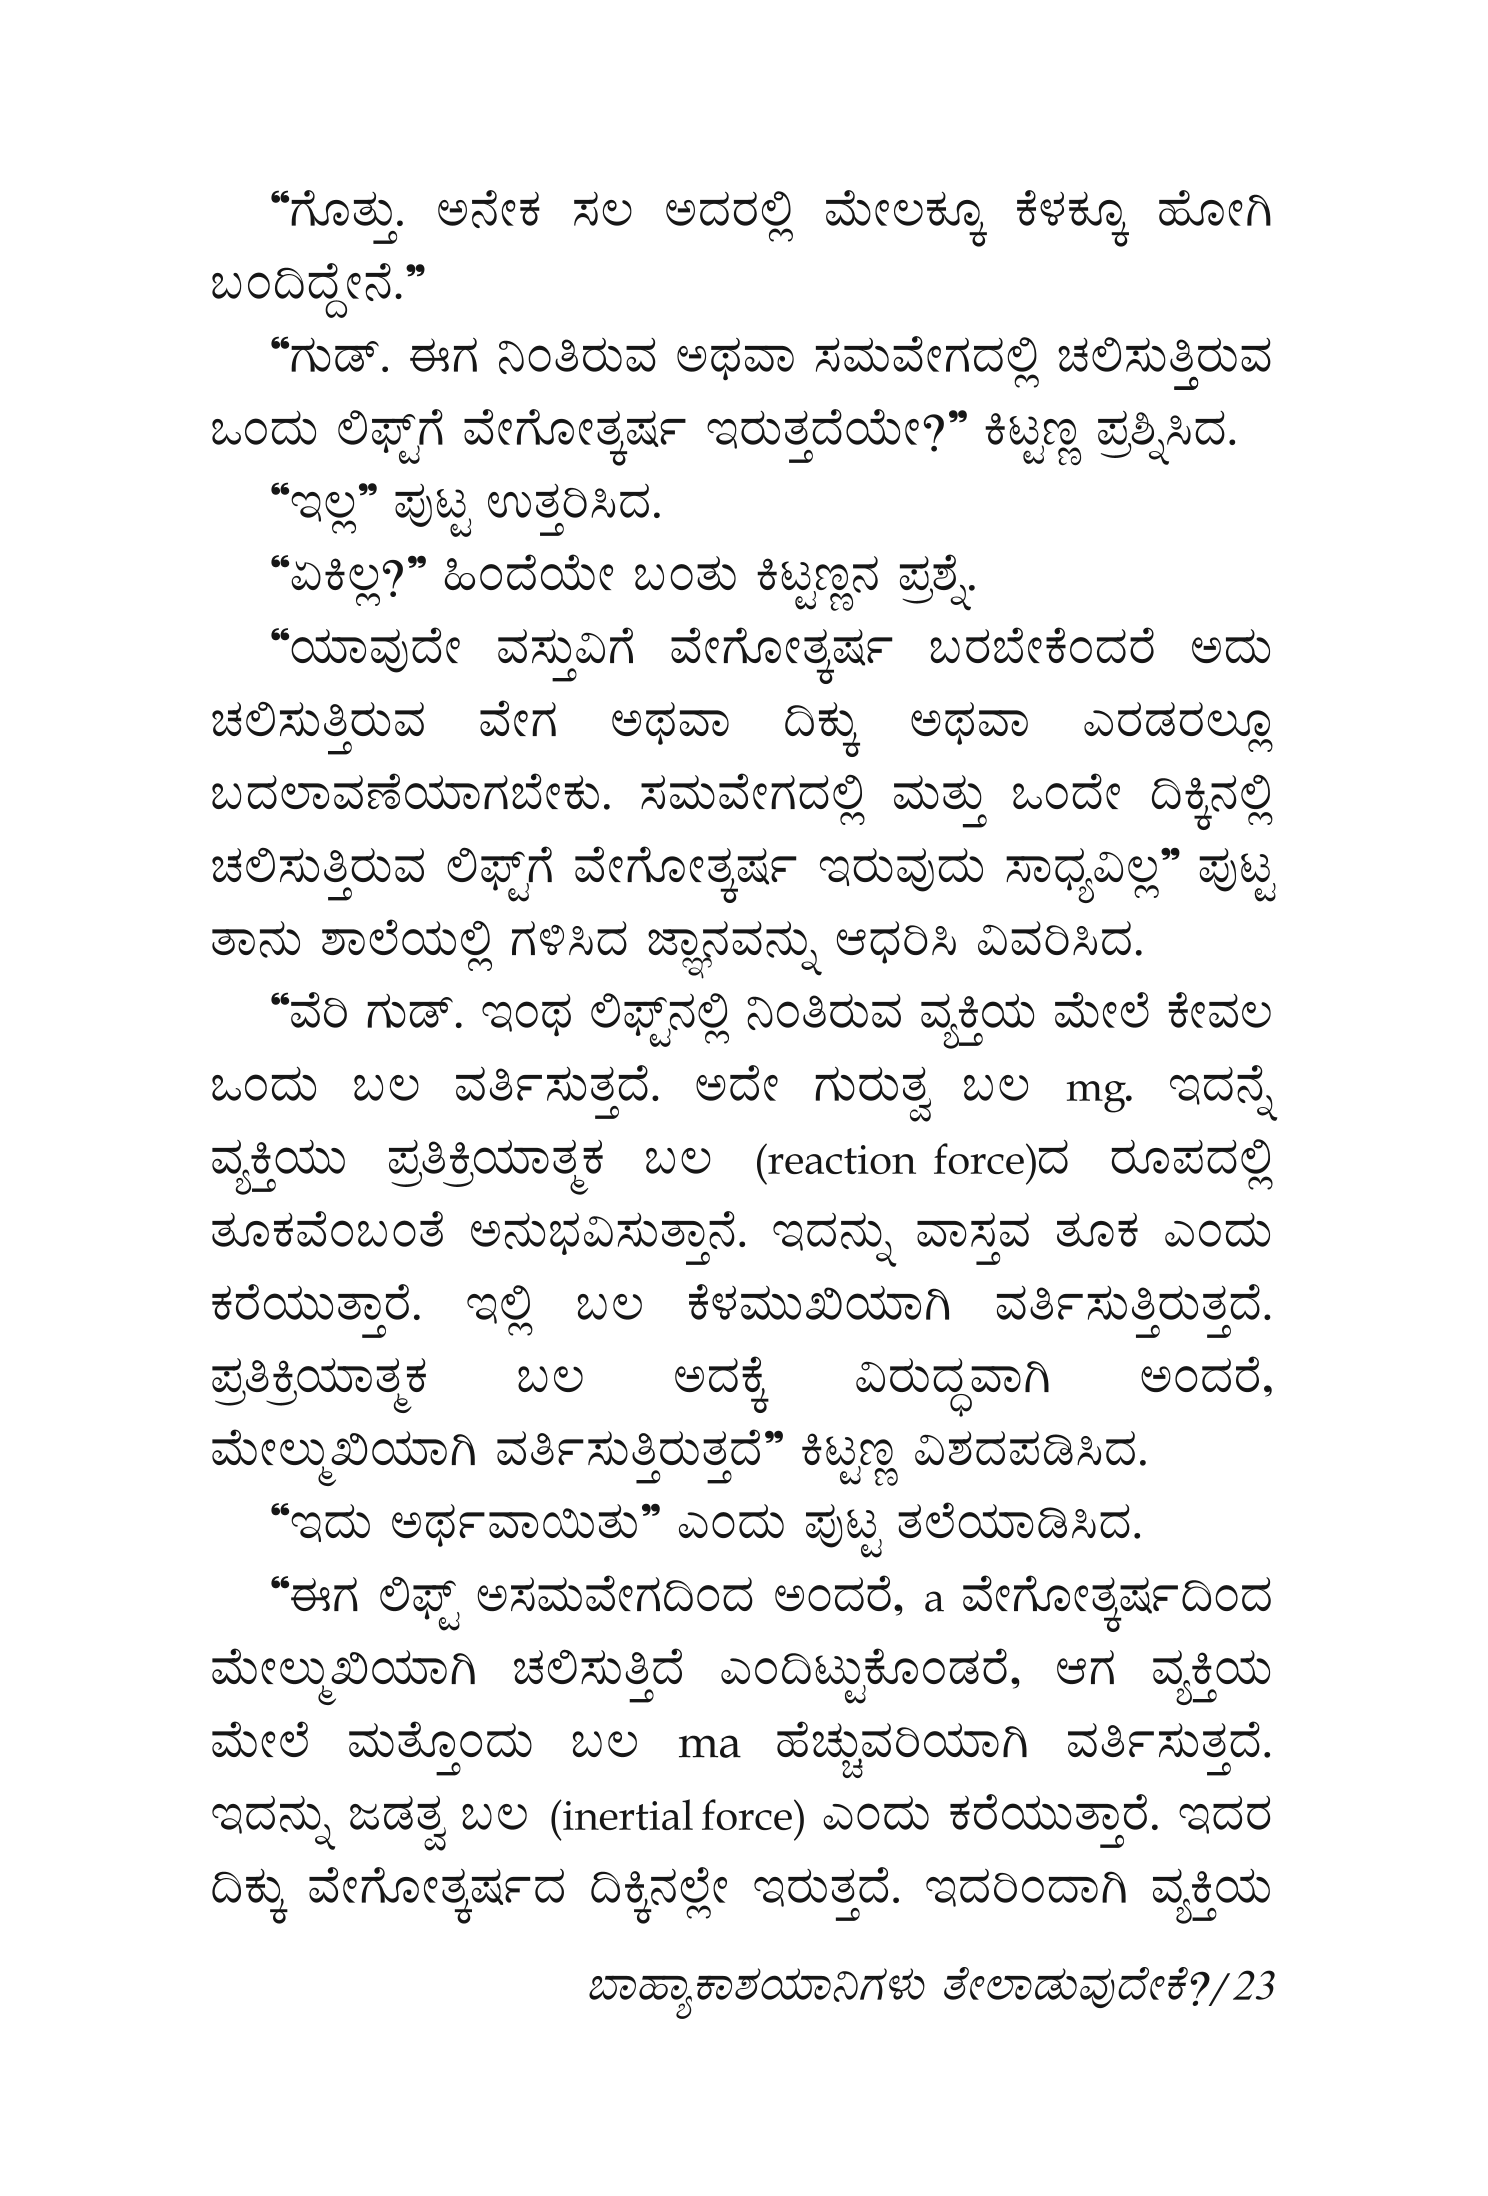 “ಗೊತ್ತು. ಅನೇಕ ಸಲ ಅದರಲ್ಲಿ ಮೇಲಕ್ಕೂ ಕೆಳಕ್ಕೂ ಹೋಗಿ
ಬಂದಿದ್ದೇನೆ.”
“ಗುಡ್. ಈಗ ನಿಂತಿರುವ ಅಥವಾ ಸಮವೇಗದಲ್ಲಿ ಚಲಿಸುತ್ತಿರುವ
ಒಂದು ಲಿಫ್ಟ್‌ಗೆ ವೇಗೋತ್ಕರ್ಷ ಇರುತ್ತದೆಯೇ?” ಕಿಟ್ಟಣ್ಣ ಪ್ರಶ್ನಿಸಿದ.
“ಇಲ್ಲ” ಪುಟ್ಟ ಉತ್ತರಿಸಿದ.
“ಏಕಿಲ್ಲ?” ಹಿಂದೆಯೇ ಬಂತು ಕಿಟ್ಟಣ್ಣನ ಪ್ರಶ್ನೆ.
“ಯಾವುದೇ ವಸ್ತುವಿಗೆ ವೇಗೋತ್ಕರ್ಷ ಬರಬೇಕೆಂದರೆ ಅದು
ಚಲಿಸುತ್ತಿರುವ ವೇಗ ಅಥವಾ ದಿಕ್ಕು ಅಥವಾ ಎರಡರಲ್ಲೂ
ಬದಲಾವಣೆಯಾಗಬೇಕು. ಸಮವೇಗದಲ್ಲಿ ಮತ್ತು ಒಂದೇ ದಿಕ್ಕಿನಲ್ಲಿ
ಚಲಿಸುತ್ತಿರುವ ಲಿಫ್ಟ್‌ಗೆ ವೇಗೋತ್ಕರ್ಷ ಇರುವುದು ಸಾಧ್ಯವಿಲ್ಲ” ಪುಟ್ಟ
ತಾನು ಶಾಲೆಯಲ್ಲಿ ಗಳಿಸಿದ ಜ್ಞಾನವನ್ನು ಆಧರಿಸಿ ವಿವರಿಸಿದ.
“ವೆರಿ ಗುಡ್. ಇಂಥ ಲಿಫ್ಟ್‌ನಲ್ಲಿ ನಿಂತಿರುವ ವ್ಯಕ್ತಿಯ ಮೇಲೆ ಕೇವಲ
ಒಂದು ಬಲ ವರ್ತಿಸುತ್ತದೆ. ಅದೇ ಗುರುತ್ವ ಬಲ mg. ಇದನ್ನೆ
ವ್ಯಕ್ತಿಯು ಪ್ರತಿಕ್ರಿಯಾತ್ಮಕ ಬಲ (reaction force)ದ ರೂಪದಲ್ಲಿ
ತೂಕವೆಂಬಂತೆ ಅನುಭವಿಸುತ್ತಾನೆ. ಇದನ್ನು ವಾಸ್ತವ ತೂಕ ಎಂದು
ಕರೆಯುತ್ತಾರೆ. ಇಲ್ಲಿ ಬಲ ಕೆಳಮುಖಿಯಾಗಿ ವರ್ತಿಸುತ್ತಿರುತ್ತದೆ.
ಪ್ರತಿಕ್ರಿಯಾತ್ಮಕ ಬಲ ಅದಕ್ಕೆ ವಿರುದ್ಧವಾಗಿ ಅಂದರೆ,
ಮೇಲ್ಮುಖಿಯಾಗಿ ವರ್ತಿಸುತ್ತಿರುತ್ತದೆ” ಕಿಟ್ಟಣ್ಣ ವಿಶದಪಡಿಸಿದ.
“ಇದು ಅರ್ಥವಾಯಿತು” ಎಂದು ಪುಟ್ಟ ತಲೆಯಾಡಿಸಿದ.
“ಈಗ ಲಿಫ್ಟ್ ಅಸಮವೇಗದಿಂದ ಅಂದರೆ, a ವೇಗೋತ್ಕರ್ಷದಿಂದ
ಮೇಲ್ಮುಖಿಯಾಗಿ ಚಲಿಸುತ್ತಿದೆ ಎಂದಿಟ್ಟುಕೊಂಡರೆ, ಆಗ ವ್ಯಕ್ತಿಯ
ಮೇಲೆ ಮತ್ತೊಂದು ಬಲ ma ಹೆಚ್ಚುವರಿಯಾಗಿ ವರ್ತಿಸುತ್ತದೆ.
ಇದನ್ನು ಜಡತ್ವ ಬಲ (inertial force) ಎಂದು ಕರೆಯುತ್ತಾರೆ. ಇದರ
ದಿಕ್ಕು ವೇಗೋತ್ಕರ್ಷದ ದಿಕ್ಕಿನಲ್ಲೇ ಇರುತ್ತದೆ. ಇದರಿಂದಾಗಿ ವ್ಯಕ್ತಿಯ
ಬಾಹ್ಯಾಕಾಶಯಾನಿಗಳು ತೇಲಾಡುವುದೇಕೆ?/23